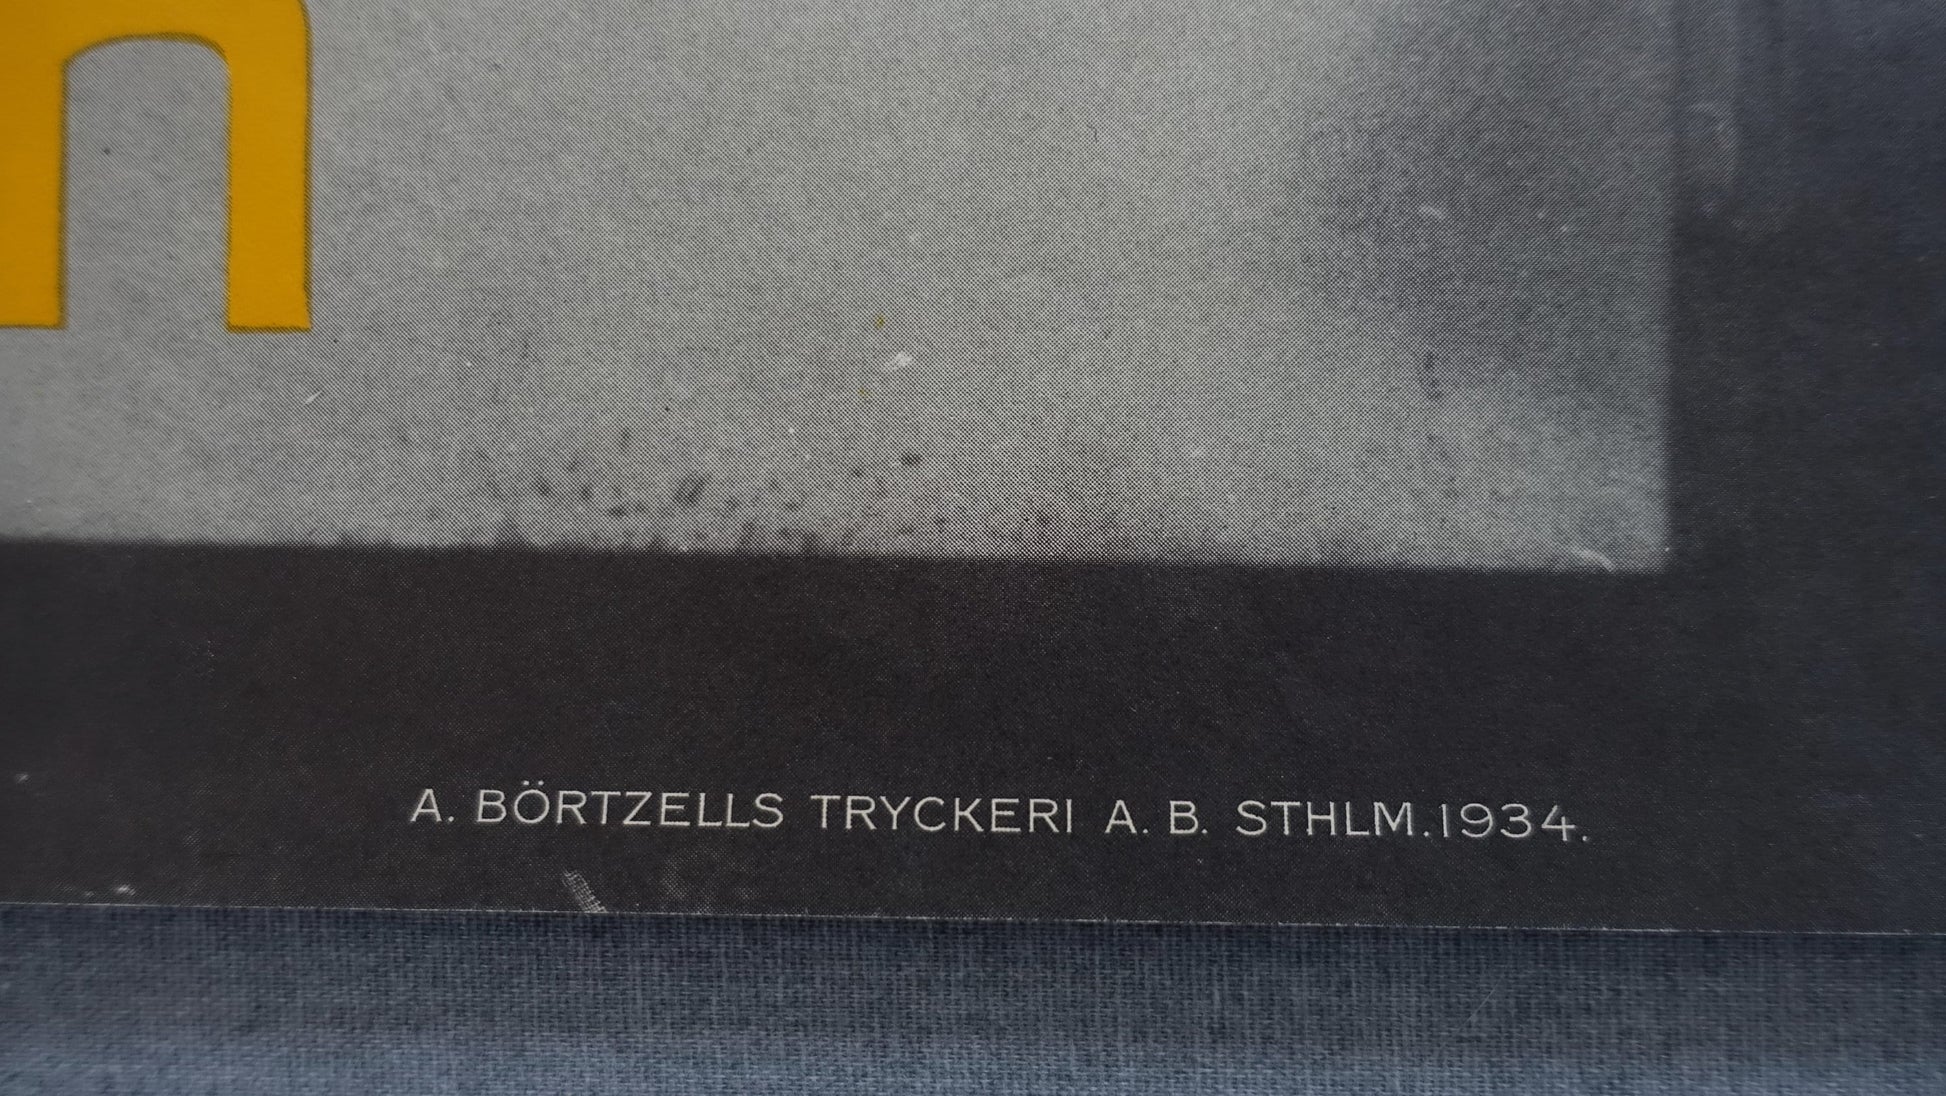 n
A. BÖRTZELLS TRYCKERI A. B. STHLM. 1934.